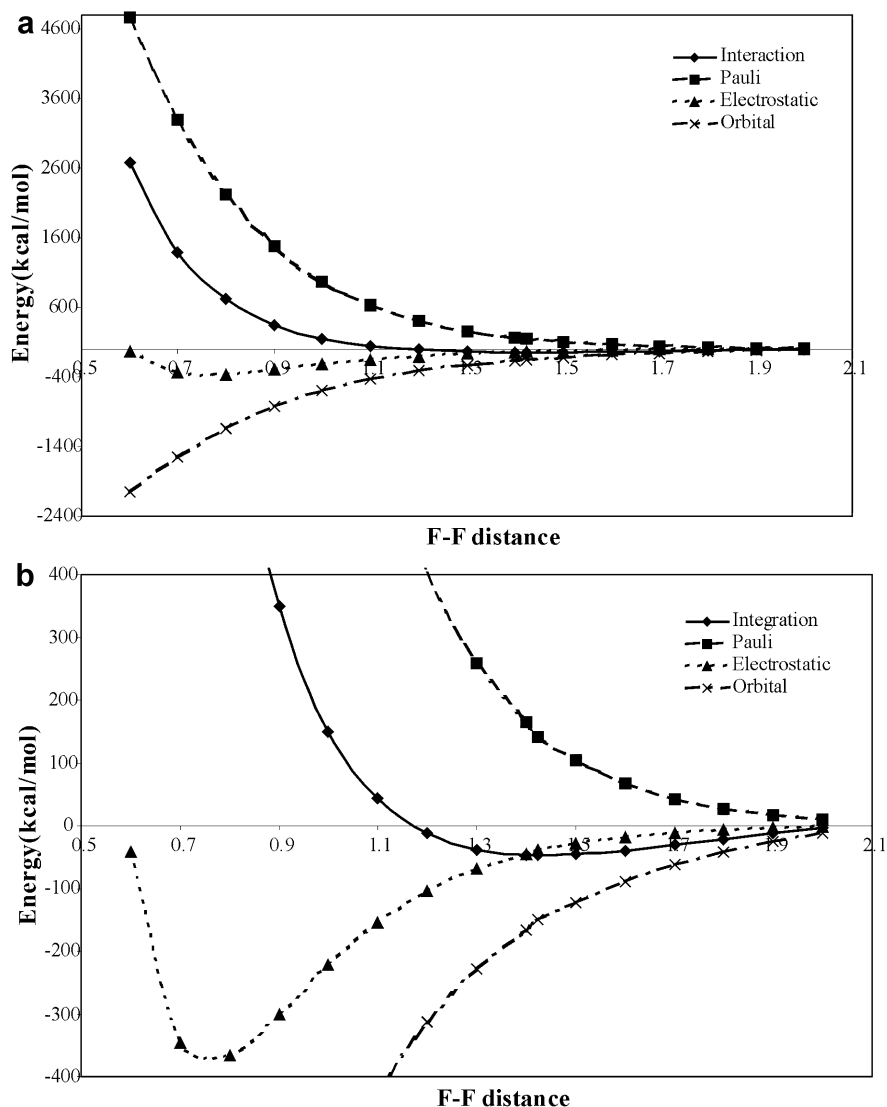 a
4600
3600
2600
1600
600
-400
-1400
-2400
Energy(kcal/mol)
Interaction
Pauli
Electrostatic
Orbital
0.5 0.7 0.9 1.1 1.3 1.5 1.7 1.9 2.1
F-F distance
b
400
300
200
100
0
-100
-200
-300
-400
Energy(kcal/mol)
Integration
Pauli
Electrostatic
Orbital
0.5 0.7 0.9 1.1 1.3 1.5 1.7 1.9 2.1
F-F distance